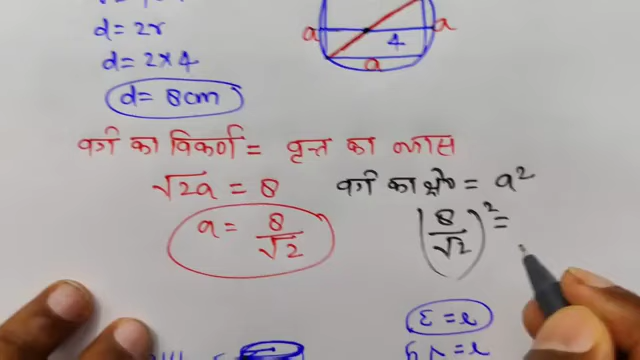 d = 2r
d = 2×4
d = 8cm
a
4
a
a
वर्ग का विकर्ण = वृत्त का व्यास
√2a = 8
वर्ग का क्षे० = a²
a = 8/√2
(8/√2)² =